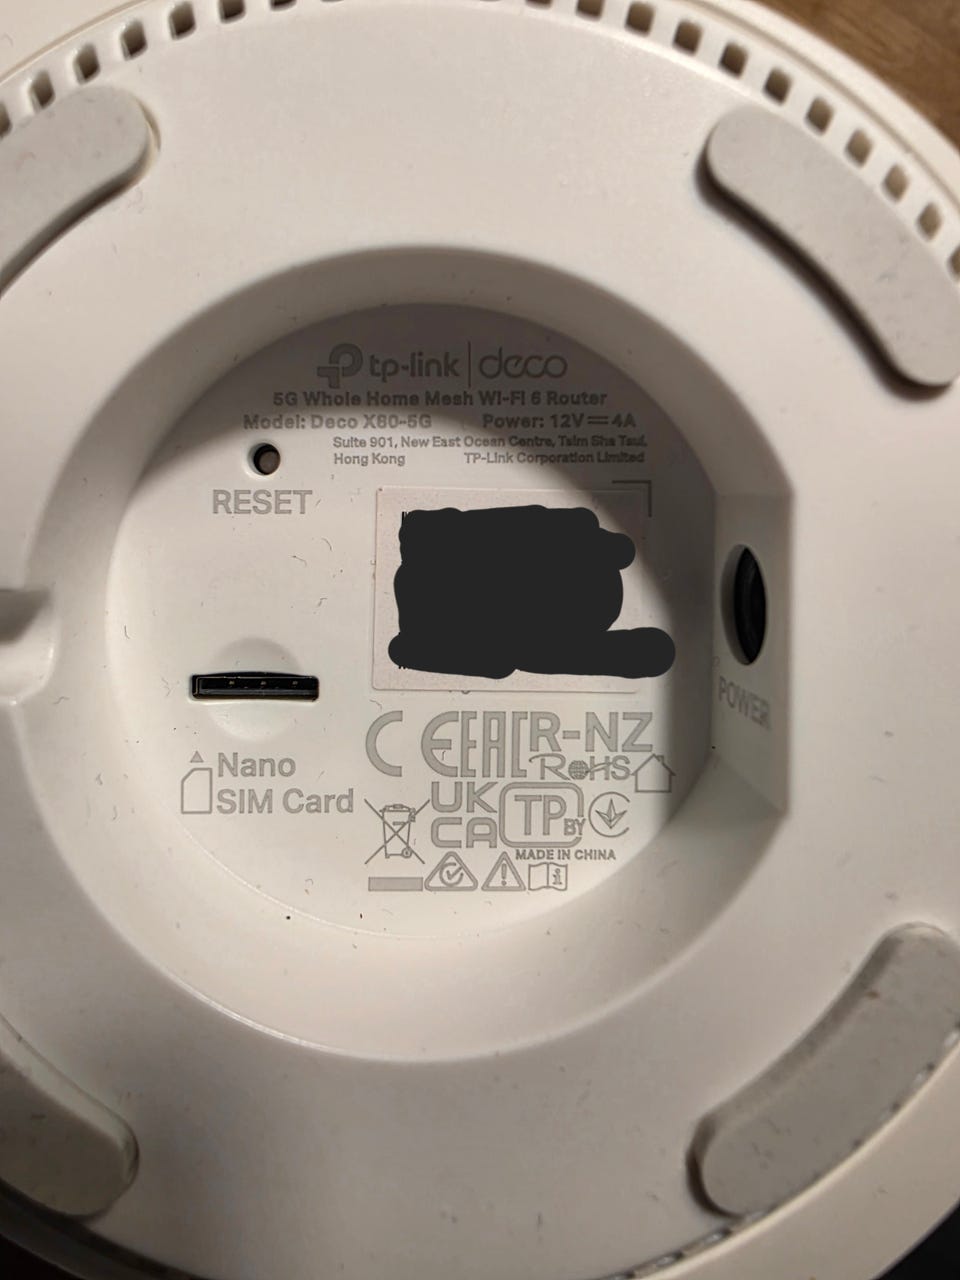 tp-link | deco
5G Whole Home Mesh Wi-Fi 6 Router
Model: Deco X80-5G Power: 12V⎓4A
Suite 901, New East Ocean Centre, Tsim Sha Tsui,
Hong Kong TP-Link Corporation Limited
RESET
POWER
Nano
SIM Card
CE EAC R-NZ
RoHS
UK
CA
TP BY
MADE IN CHINA